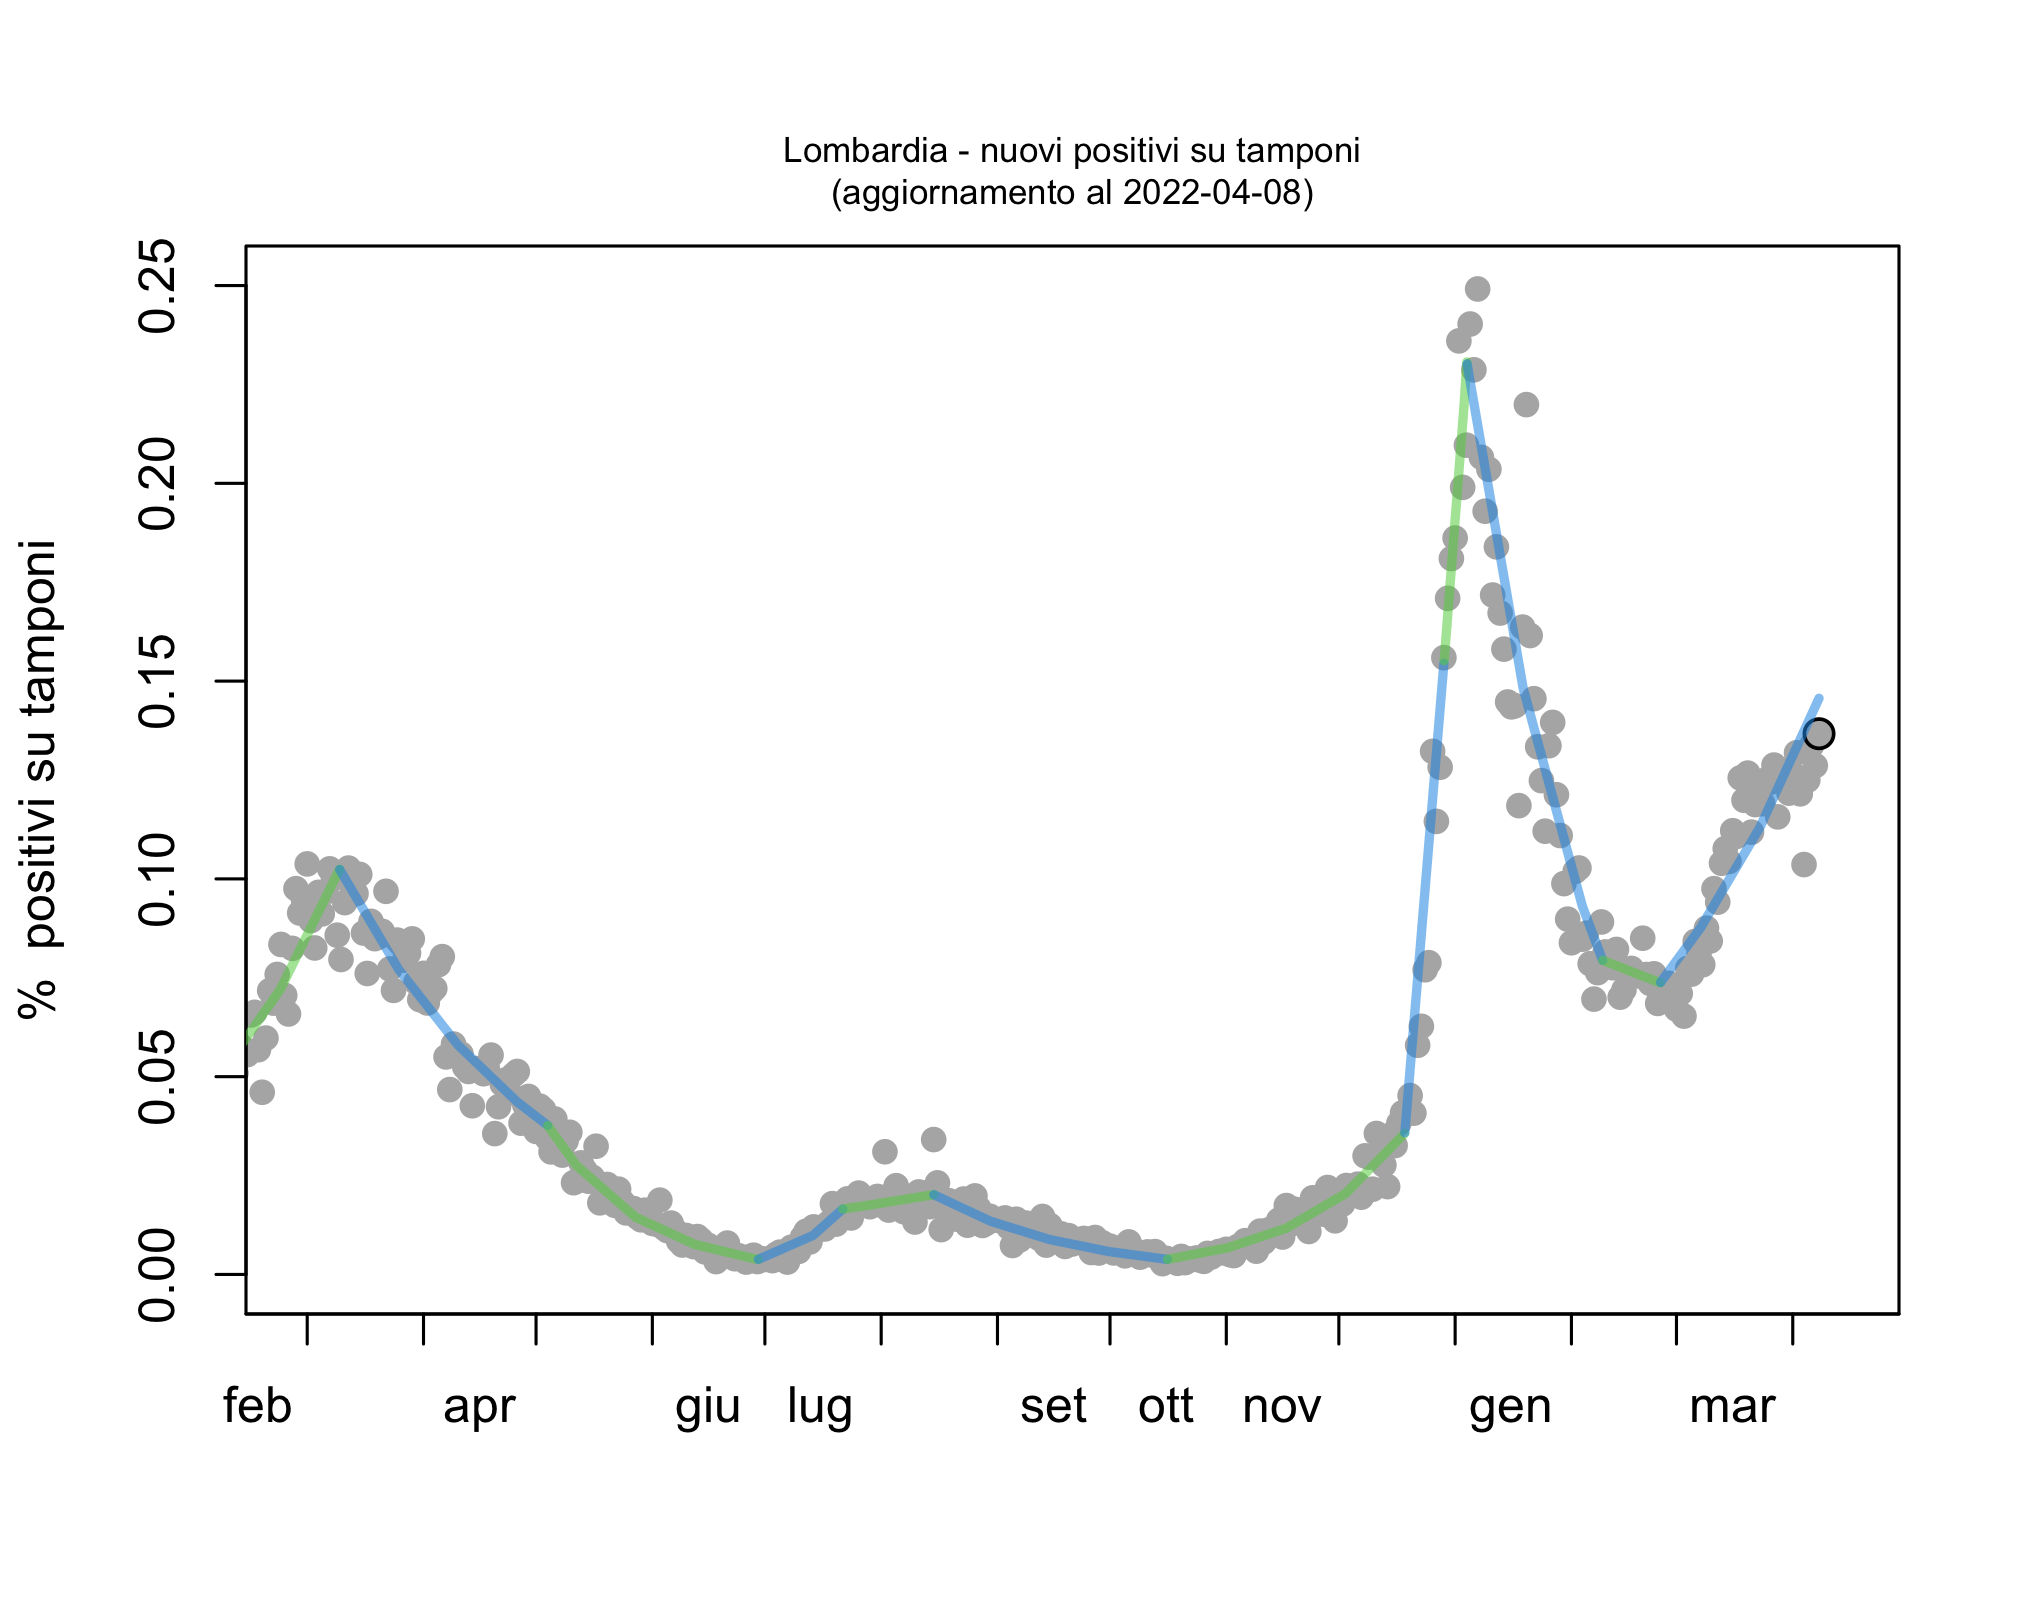 Lombardia - nuovi positivi su tamponi
(aggiornamento al 2022-04-08)
% positivi su tamponi
0.25
0.20
0.15
0.10
0.05
0.00
feb apr giu lug set ott nov gen mar